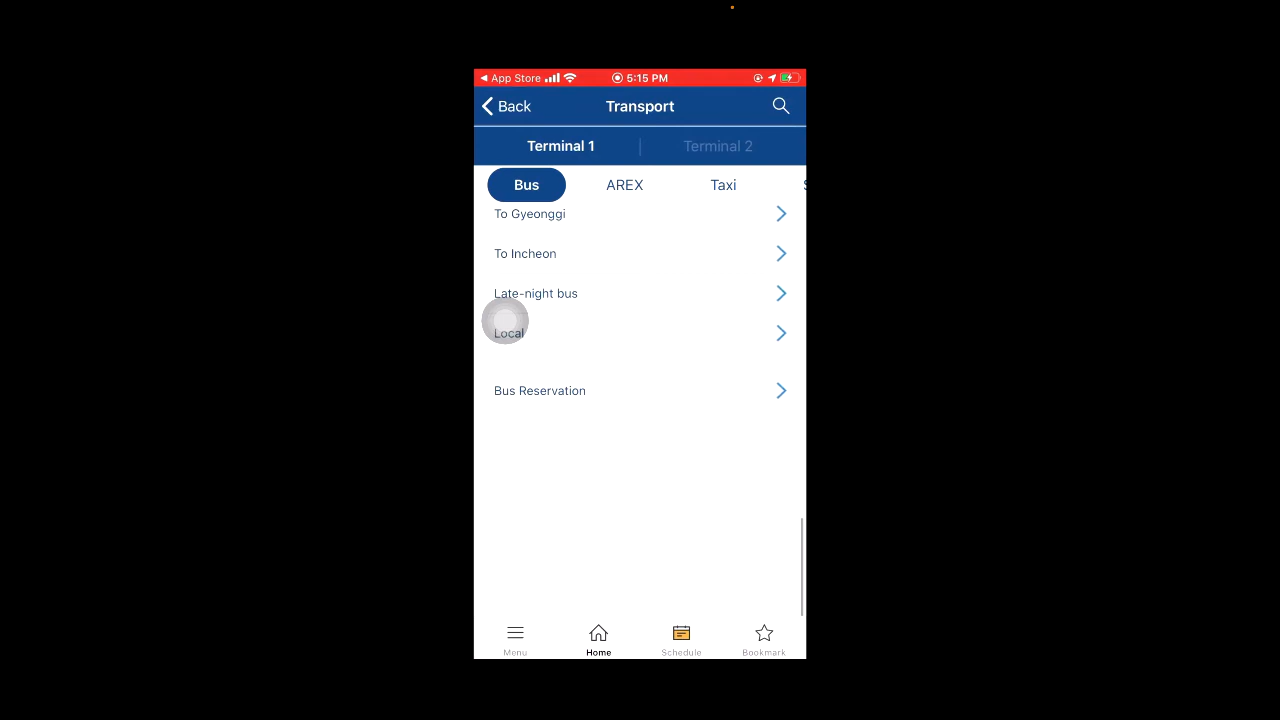 App Store
5:15 PM
Back
Transport
Terminal 1
Terminal 2
Bus
AREX
Taxi
To Gyeonggi
To Incheon
Late-night bus
Local
Bus Reservation
Menu
Home
Schedule
Bookmark